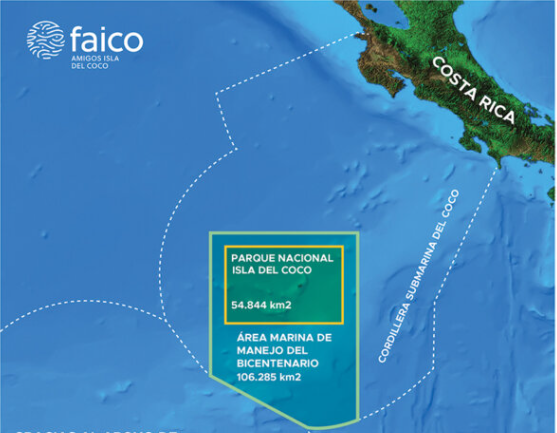 faico
AMIGOS ISLA
DEL COCO
COSTA RICA
CORDILLERA SUBMARINA DEL COCO
PARQUE NACIONAL
ISLA DEL COCO
54.844 km2
ÁREA MARINA DE
MANEJO DEL
BICENTENARIO
106.285 km2